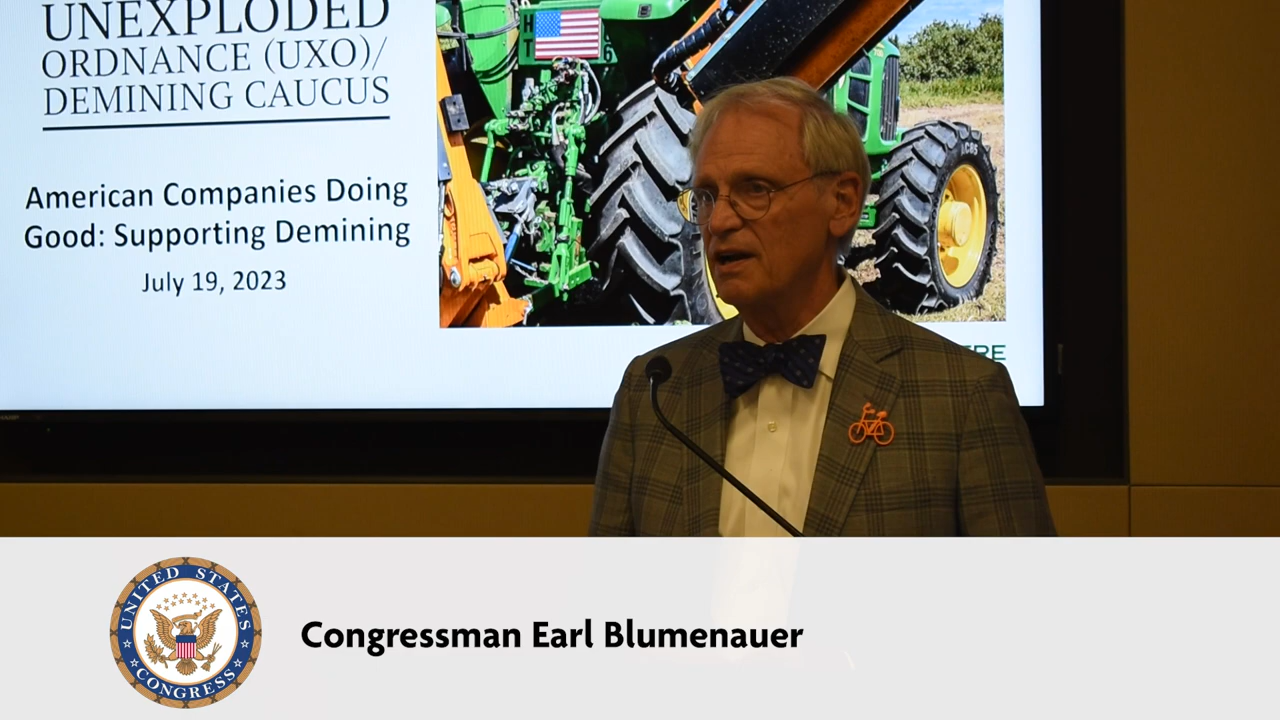 UNEXPLODED
ORDNANCE (UXO)/
DEMINING CAUCUS
American Companies Doing
Good: Supporting Demining
July 19, 2023
UNITED STATES
CONGRESS
Congressman Earl Blumenauer